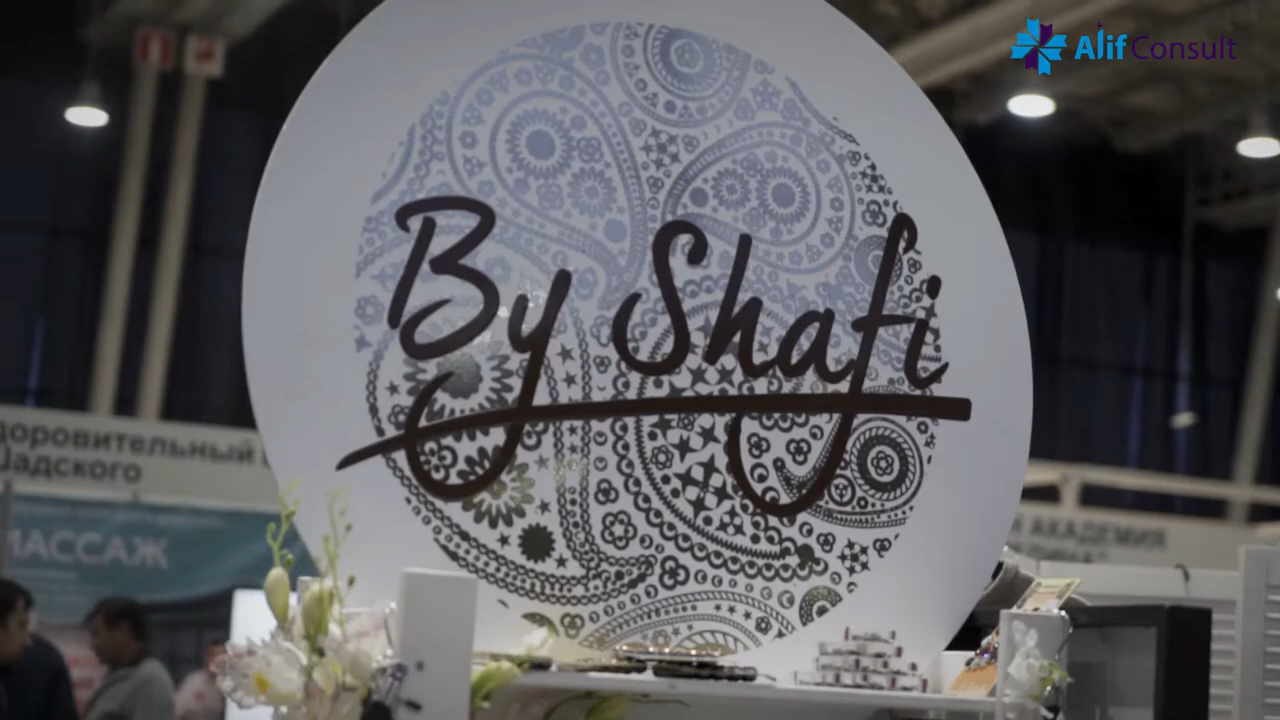 Alif Consult
By Shafi
доровительный
Шадского
МАССАЖ
АКАДЕМИЯ